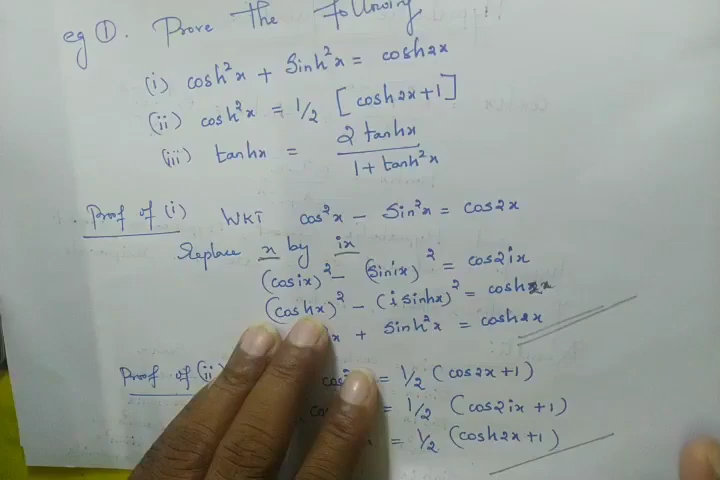 eg ①. Prove the following
(i) cosh²x + Sinh²x = cosh2x
(ii) cosh²x = 1/2 [cosh2x+1]
(iii) tanhx = 2 tanhx / 1 + tanh²x
Proof of (i) WKT cos²x - Sin²x = cos2x
Replace x by ix
(cosix)² - (sinix)² = cos2ix
(coshx)² - (i sinhx)² = cosh2x
x + sinh²x = cosh2x
Proof of (ii) = 1/2 (cos2x+1)
= 1/2 (cos2ix+1)
= 1/2 (cosh2x+1)